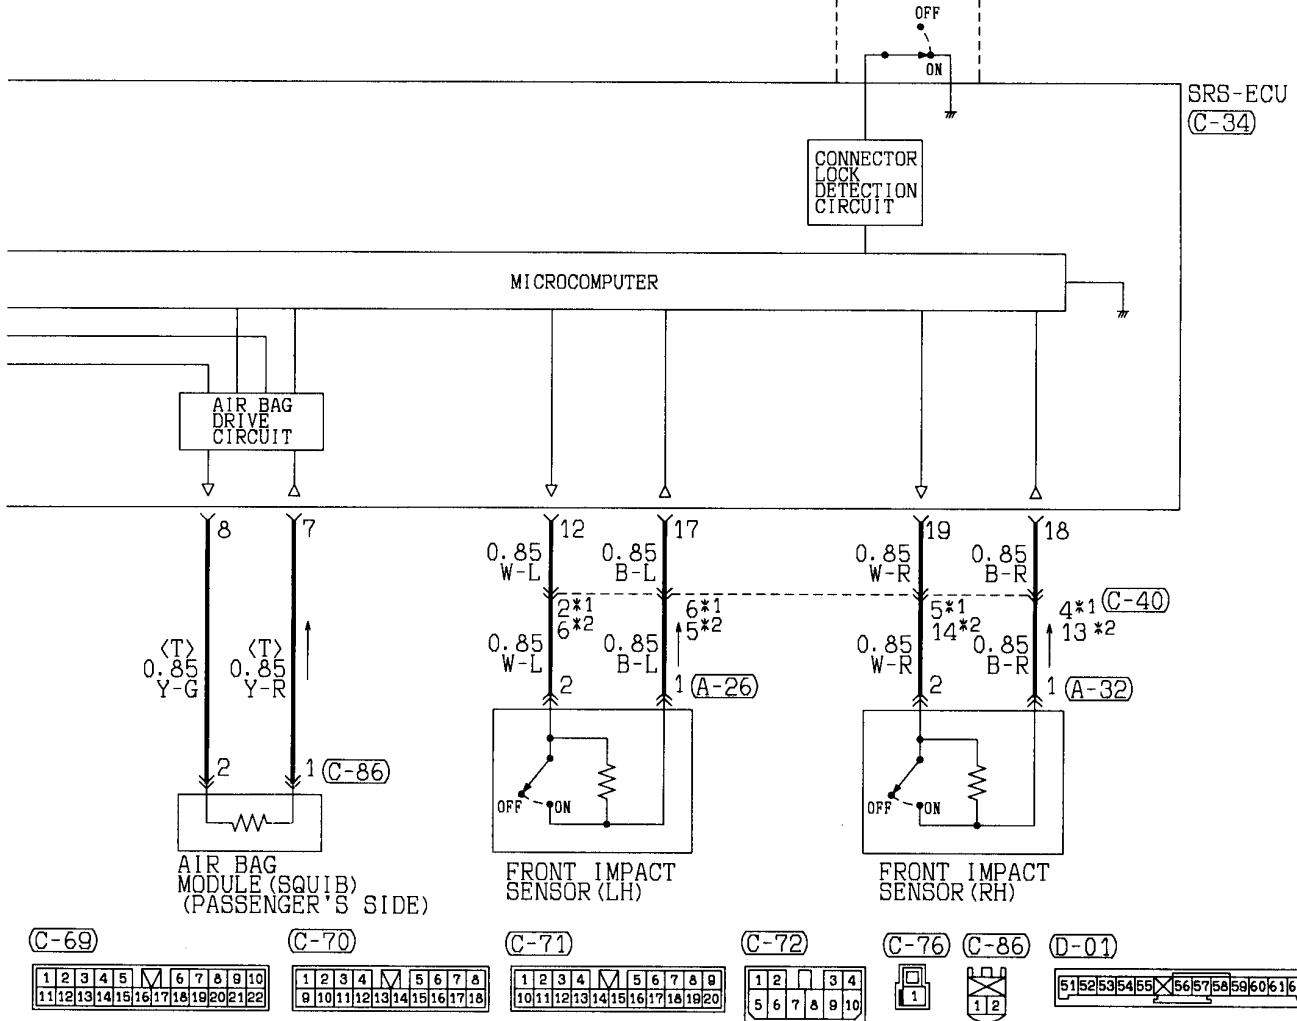 OFF
ON
SRS-ECU
C-34
CONNECTOR
LOCK
DETECTION
CIRCUIT
MICROCOMPUTER
AIR BAG
DRIVE
CIRCUIT
8 7 12 17 19 18
0.85 0.85 0.85 0.85
W-L B-L W-R B-R
2*1 6*1 5*1 4*1 C-40
6*2 5*2 14*2 13*2
<T> <T>
0.85 0.85
Y-G Y-R
0.85 0.85 0.85 0.85
W-L B-L W-R B-R
2 1 A-26 2 1 A-32
2 1 C-86
OFF ON OFF ON
AIR BAG
MODULE(SQUIB)
(PASSENGER'S SIDE)
FRONT IMPACT
SENSOR(LH)
FRONT IMPACT
SENSOR(RH)
C-69 C-70 C-71 C-72 C-76 C-86 D-01
1 2 3 4 5 6 7 8 9 10
11 12 13 14 15 16 17 18 19 20 21 22
1 2 3 4 5 6 7 8
9 10 11 12 13 14 15 16 17 18
1 2 3 4 5 6 7 8 9
10 11 12 13 14 15 16 17 18 19 20
1 2 3 4
5 6 7 8 9 10
1
1 2
51 52 53 54 55 56 57 58 59 60 61